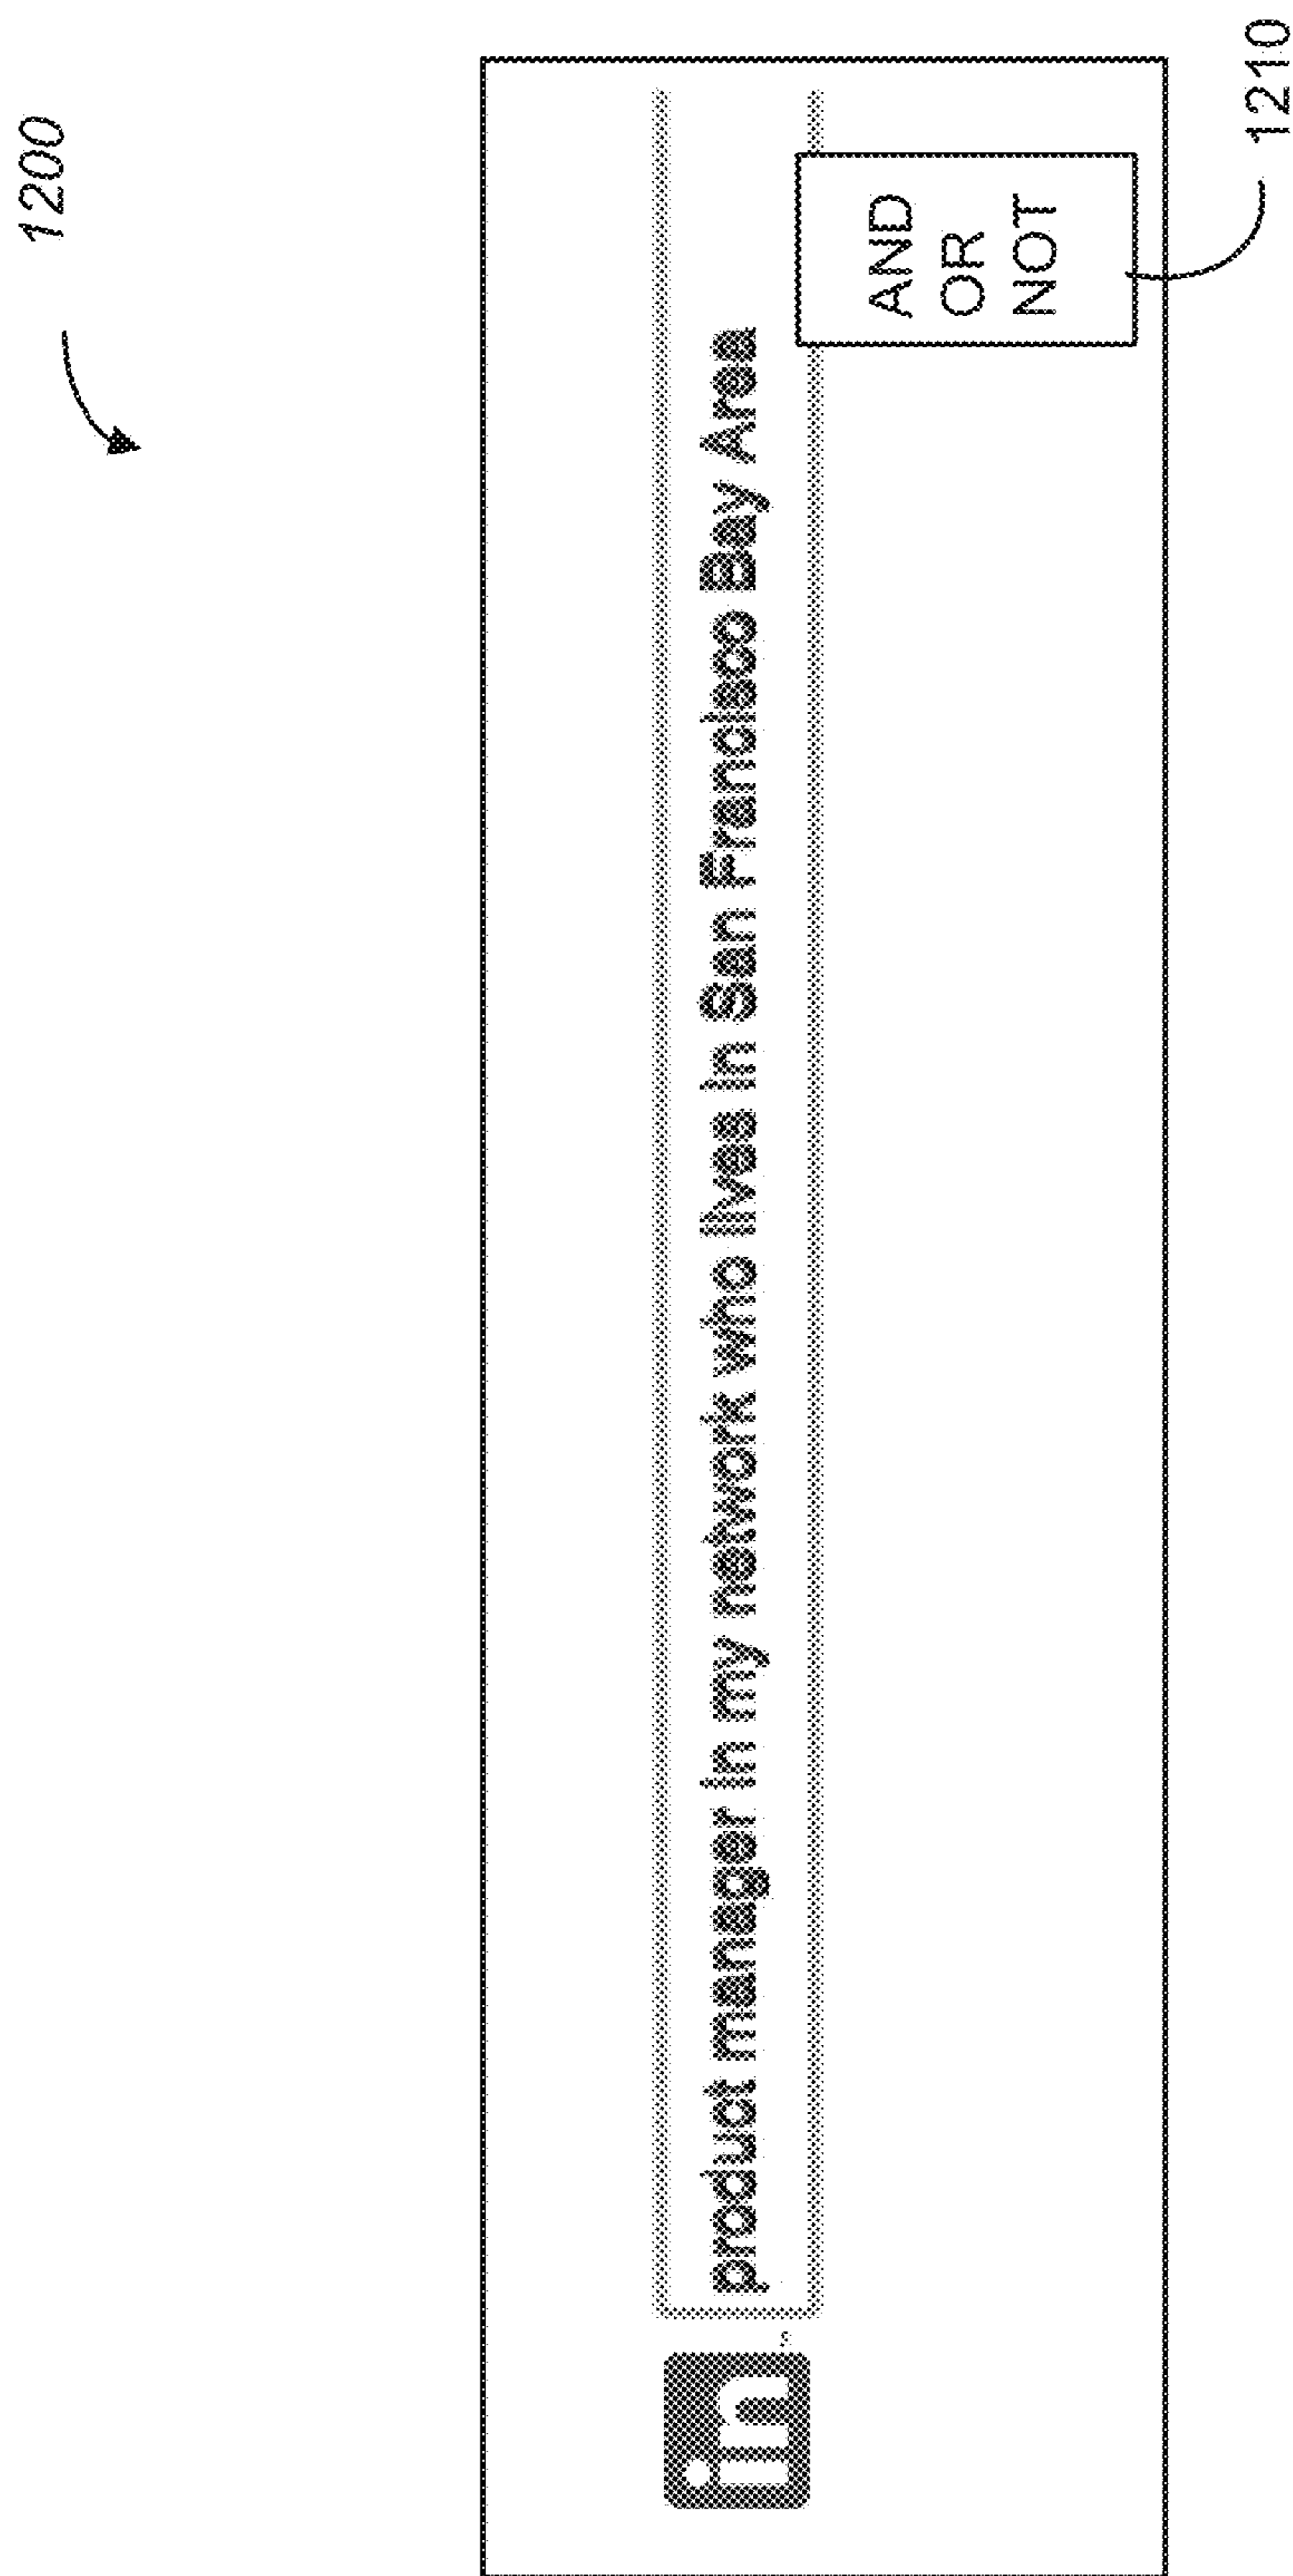 1200
in
product manager in my network who lives in San Francisco Bay Area
AND
OR
NOT
1210